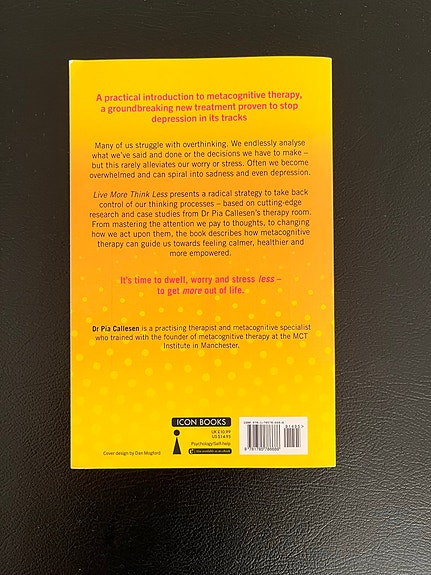 A practical introduction to metacognitive therapy,
a groundbreaking new treatment proven to stop
depression in its tracks
Many of us struggle with overthinking. We endlessly analyse
what we've said and done or the decisions we have to make –
but this rarely alleviates our worry or stress. Often we become
overwhelmed and can spiral into sadness and even depression.
Live More Think Less presents a radical strategy to take back
control of our thinking processes – based on cutting-edge
research and case studies from Dr Pia Callesen's therapy room.
From mastering the attention we pay to thoughts, to changing
how we act upon them, the book describes how metacognitive
therapy can guide us towards feeling calmer, healthier and
more empowered.
It's time to dwell, worry and stress less –
to get more out of life.
Dr Pia Callesen is a practising therapist and metacognitive specialist
who trained with the founder of metacognitive therapy at the MCT
Institute in Manchester.
ICON BOOKS
UK £10.99
US $14.95
Psychology/Self-help
Also available as an ebook
Cover design by Dan Mogford